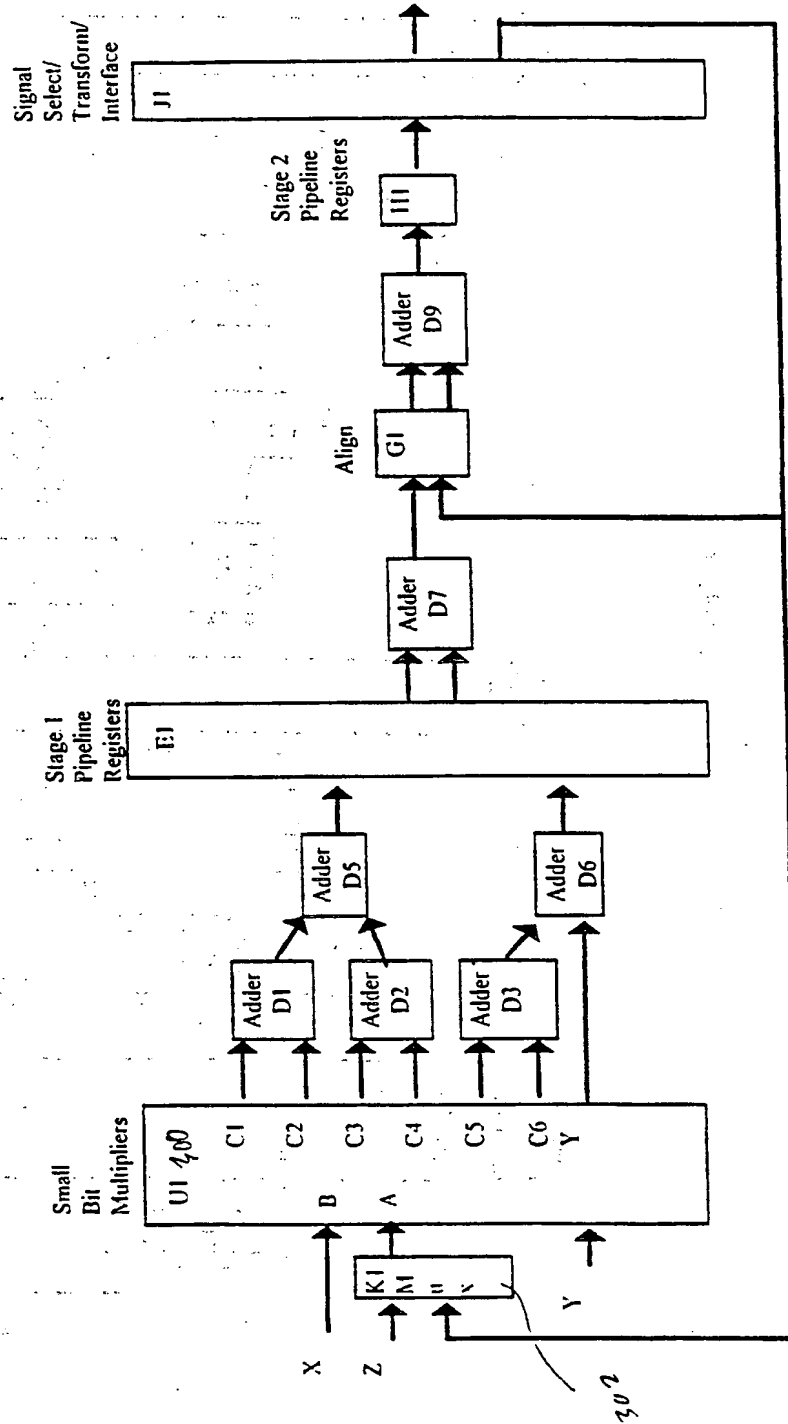 Small
Bit
Multipliers
U1 300
B
A
C1
C2
C3
C4
C5
C6
Y
X
Z
K1
M
u
x
Y
302
Adder
D1
Adder
D2
Adder
D3
Adder
D5
Adder
D6
Stage 1
Pipeline
Registers
E1
Adder
D7
Align
G1
Adder
D9
Stage 2
Pipeline
Registers
H1
Signal
Select/
Transform/
Interface
J1